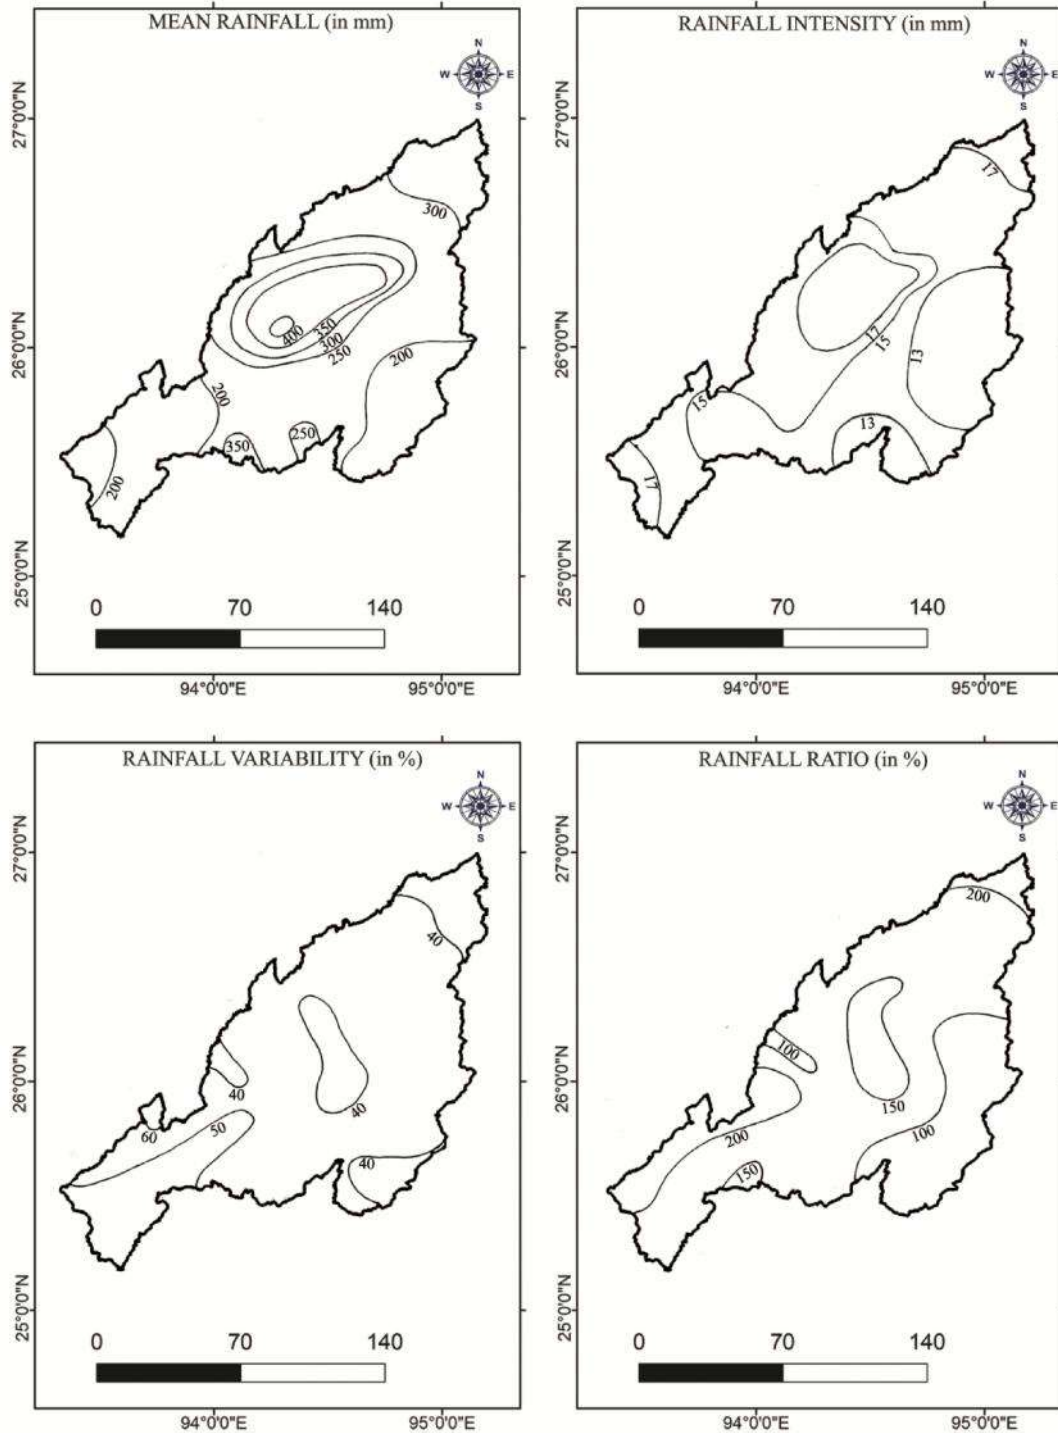 MEAN RAINFALL (in mm)
N
W E
S
27°0'0"N
26°0'0"N
25°0'0"N
300
400
350
300
250
200
200
350
250
200
0 70 140
94°0'0"E 95°0'0"E
RAINFALL INTENSITY (in mm)
N
W E
S
27°0'0"N
26°0'0"N
25°0'0"N
17
17
15
13
15
13
17
0 70 140
94°0'0"E 95°0'0"E
RAINFALL VARIABILITY (in %)
N
W E
S
27°0'0"N
26°0'0"N
25°0'0"N
40
40
40
60
50
40
0 70 140
94°0'0"E 95°0'0"E
RAINFALL RATIO (in %)
N
W E
S
27°0'0"N
26°0'0"N
25°0'0"N
200
100
150
100
200
150
0 70 140
94°0'0"E 95°0'0"E